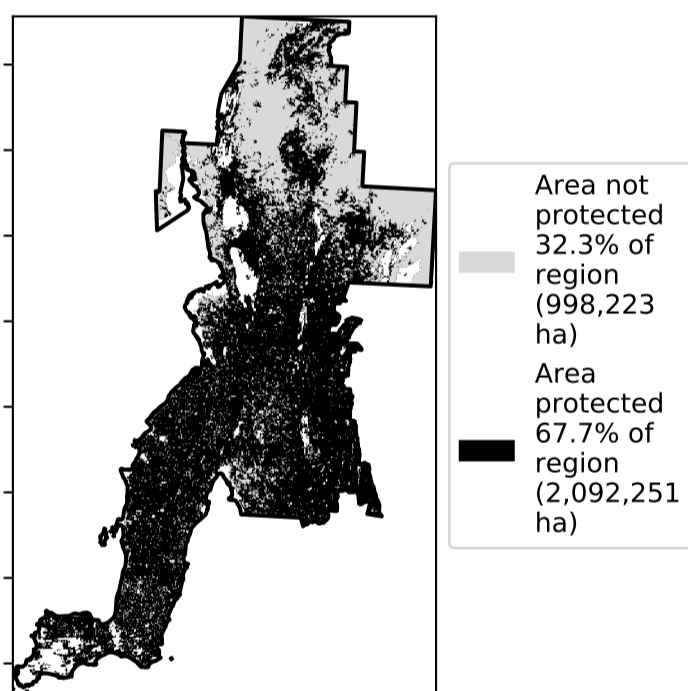 Area not
protected
32.3% of
region
(998,223
ha)
Area
protected
67.7% of
region
(2,092,251
ha)